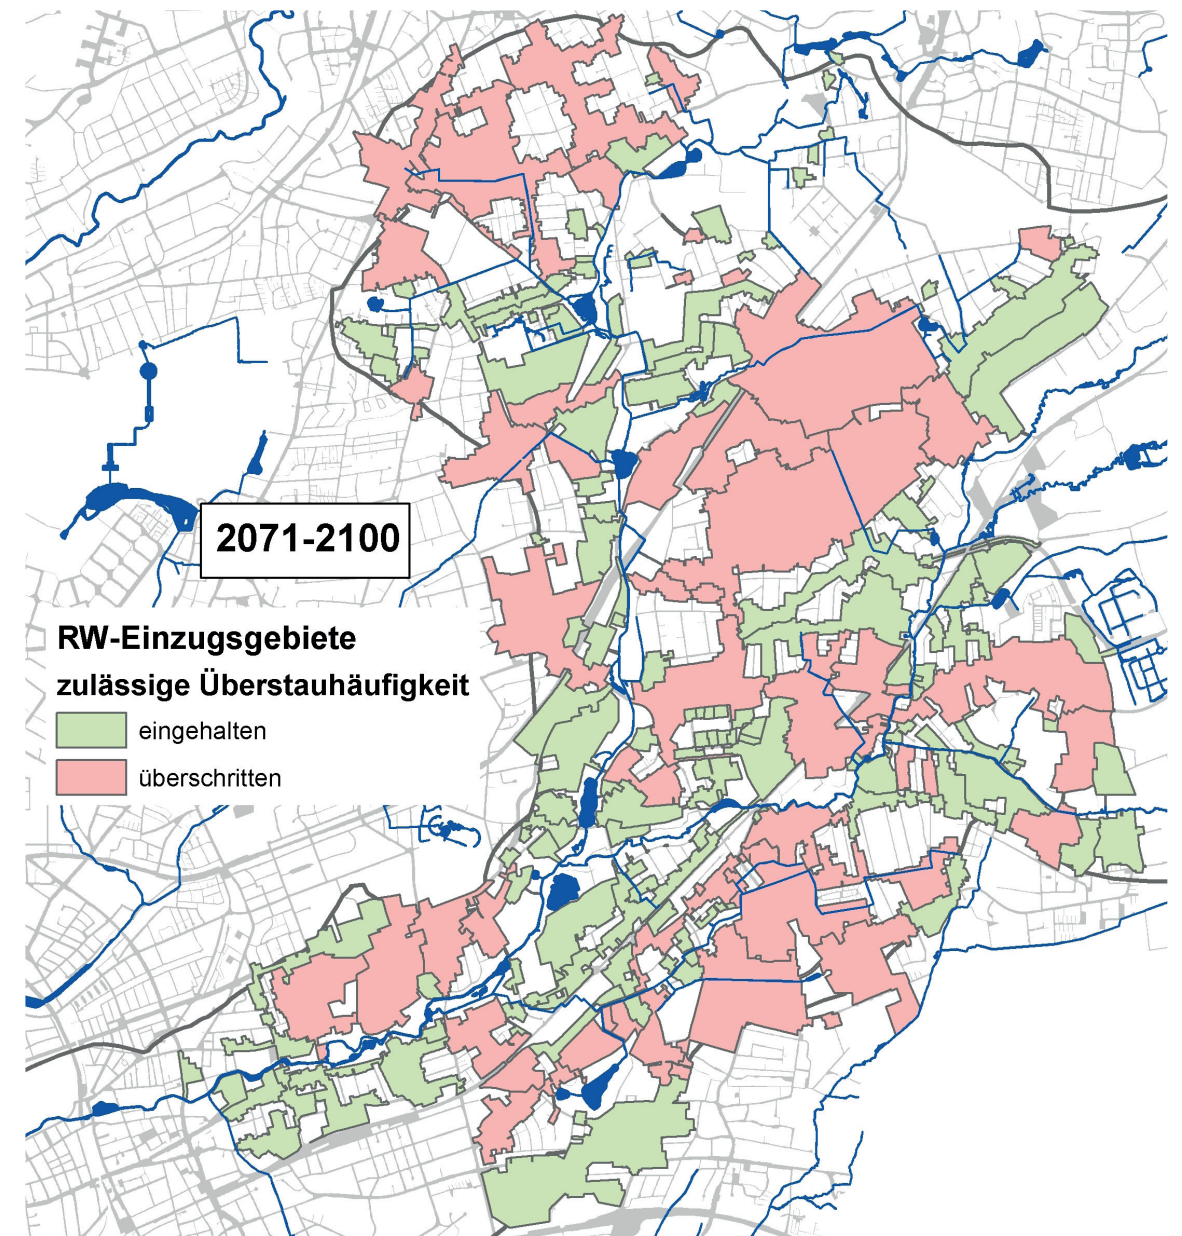 2071-2100
RW-Einzugsgebiete
zulässige Überstauhäufigkeit
eingehalten
überschritten